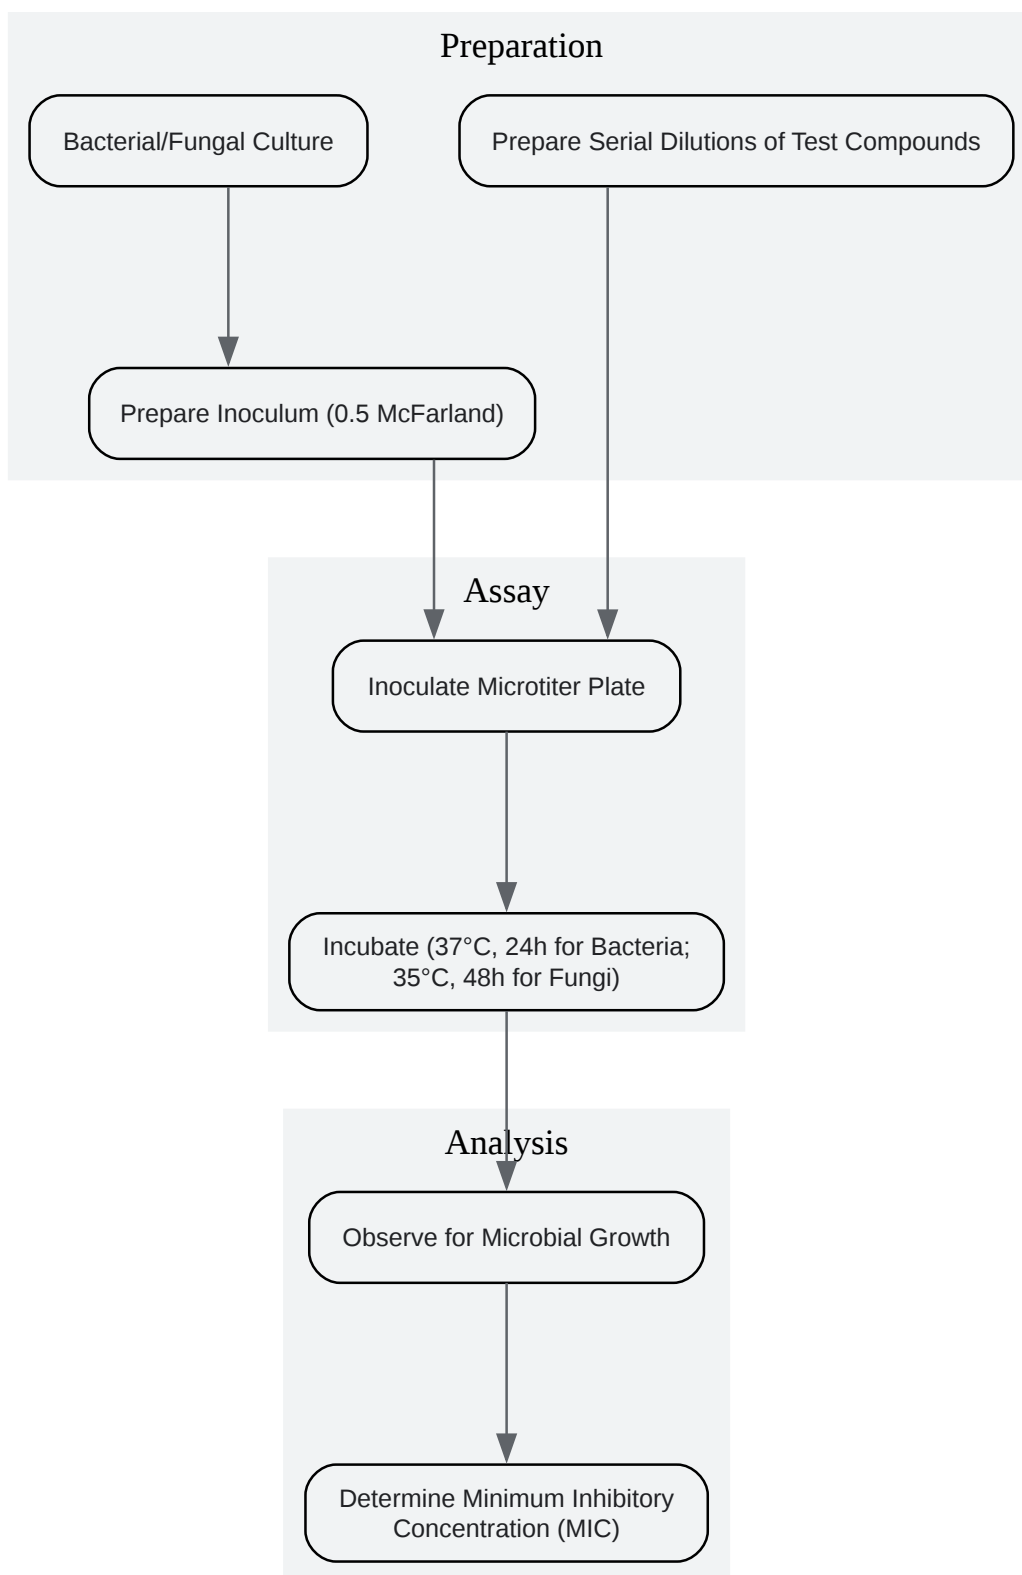 Preparation
Bacterial/Fungal Culture
Prepare Serial Dilutions of Test Compounds
Prepare Inoculum (0.5 McFarland)
Assay
Inoculate Microtiter Plate
Incubate (37°C, 24h for Bacteria;
35°C, 48h for Fungi)
Analysis
Observe for Microbial Growth
Determine Minimum Inhibitory
Concentration (MIC)